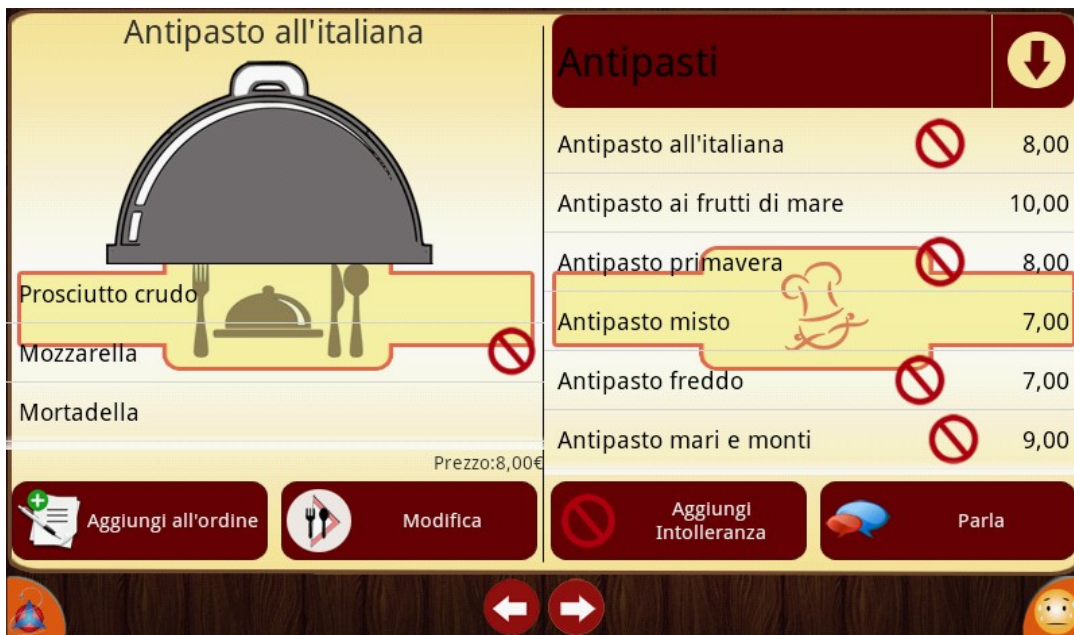 Antipasto all'italiana
Prosciutto crudo
Mozzarella
Mortadella
Prezzo:8,00€
Aggiungi all'ordine
Modifica
Antipasti
Antipasto all'italiana 8,00
Antipasto ai frutti di mare 10,00
Antipasto primavera 8,00
Antipasto misto 7,00
Antipasto freddo 7,00
Antipasto mari e monti 9,00
Aggiungi
Intolleranza
Parla